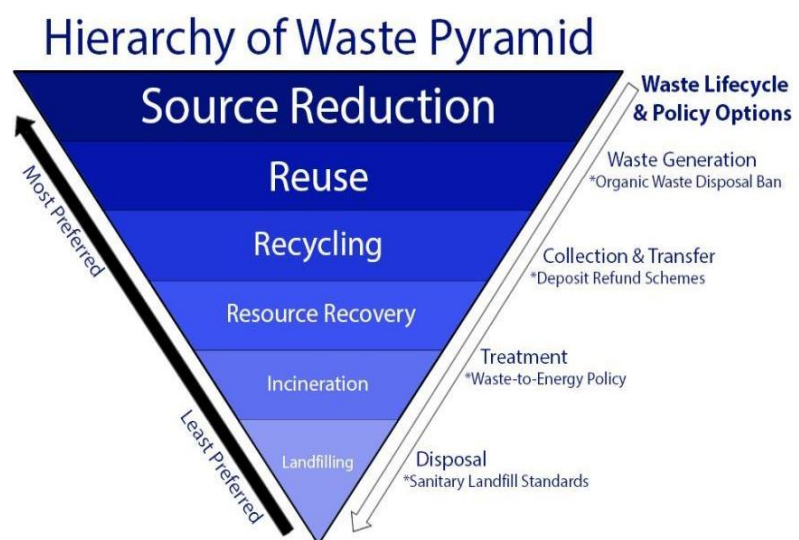 Hierarchy of Waste Pyramid
Source Reduction
Reuse
Recycling
Resource Recovery
Incineration
Landfilling
Most Preferred
Least Preferred
Waste Lifecycle
& Policy Options
Waste Generation
*Organic Waste Disposal Ban
Collection & Transfer
*Deposit Refund Schemes
Treatment
*Waste-to-Energy Policy
Disposal
*Sanitary Landfill Standards